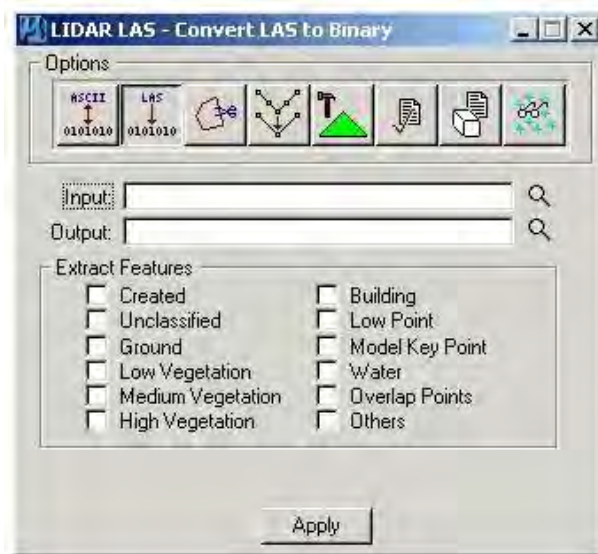 LIDAR LAS - Convert LAS to Binary
Options
ASCII LAS
0101010 0101010
Input:
Output:
Extract Features
Created Building
Unclassified Low Point
Ground Model Key Point
Low Vegetation Water
Medium Vegetation Overlap Points
High Vegetation Others
Apply